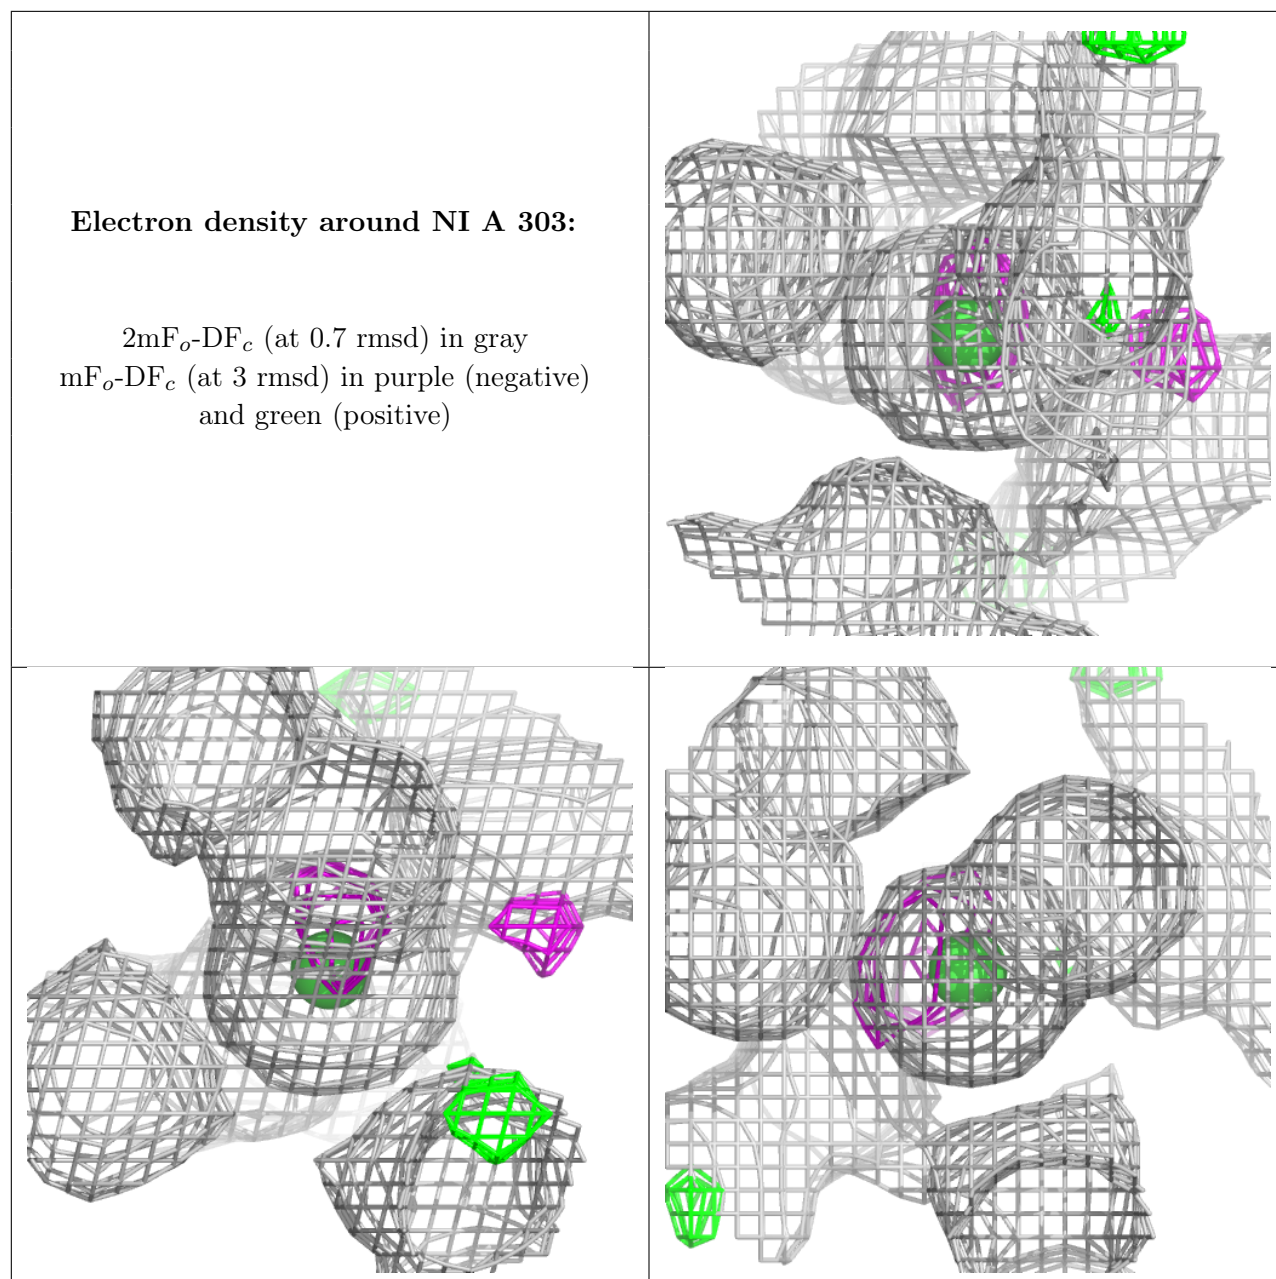 Electron density around NI A 303:
2mFo-DFc (at 0.7 rmsd) in gray
mFo-DFc (at 3 rmsd) in purple (negative)
and green (positive)